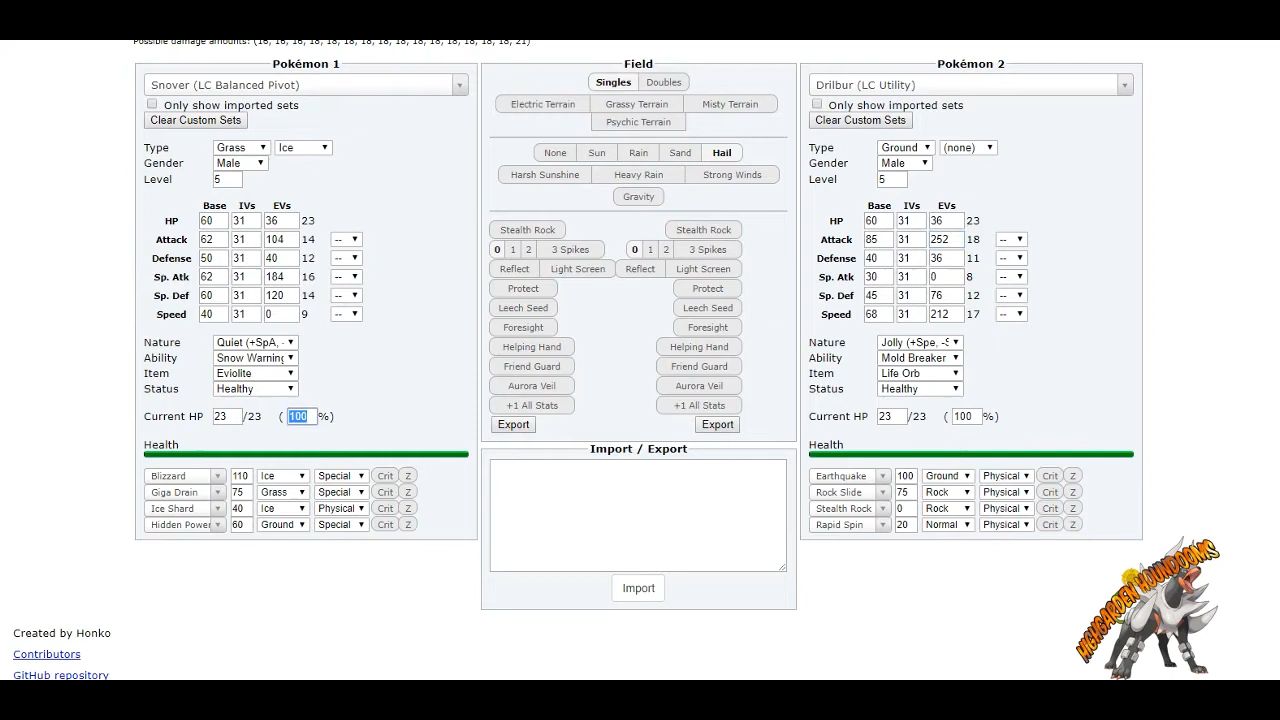 Possible damage amounts: (16, 16, 16, 18, 18, 18, 18, 18, 18, 18, 18, 18, 18, 18, 18, 21)
Pokémon 1
Snover (LC Balanced Pivot)
Only show imported sets
Clear Custom Sets
Type Grass Ice
Gender Male
Level 5
Base IVs EVs
HP 60 31 36 23
Attack 62 31 104 14 --
Defense 50 31 40 12 --
Sp. Atk 62 31 184 16 --
Sp. Def 60 31 120 14 --
Speed 40 31 0 9 --
Nature Quiet (+SpA, -
Ability Snow Warning
Item Eviolite
Status Healthy
Current HP 23 /23 ( 100 %)
Health
Blizzard 110 Ice Special Crit Z
Giga Drain 75 Grass Special Crit Z
Ice Shard 40 Ice Physical Crit Z
Hidden Power 60 Ground Special Crit Z
Field
Singles Doubles
Electric Terrain Grassy Terrain Misty Terrain
Psychic Terrain
None Sun Rain Sand Hail
Harsh Sunshine Heavy Rain Strong Winds
Gravity
Stealth Rock Stealth Rock
0 1 2 3 Spikes 0 1 2 3 Spikes
Reflect Light Screen Reflect Light Screen
Protect Protect
Leech Seed Leech Seed
Foresight Foresight
Helping Hand Helping Hand
Friend Guard Friend Guard
Aurora Veil Aurora Veil
+1 All Stats +1 All Stats
Export Export
Import / Export
Import
Pokémon 2
Drilbur (LC Utility)
Only show imported sets
Clear Custom Sets
Type Ground (none)
Gender Male
Level 5
Base IVs EVs
HP 60 31 36 23
Attack 85 31 252 18 --
Defense 40 31 36 11 --
Sp. Atk 30 31 0 8 --
Sp. Def 45 31 76 12 --
Speed 68 31 212 17 --
Nature Jolly (+Spe, -S
Ability Mold Breaker
Item Life Orb
Status Healthy
Current HP 23 /23 ( 100 %)
Health
Earthquake 100 Ground Physical Crit Z
Rock Slide 75 Rock Physical Crit Z
Stealth Rock 0 Rock Physical Crit Z
Rapid Spin 20 Normal Physical Crit Z
HIGHGARDEN HOUNDOOMS
Created by Honko
Contributors
GitHub repository